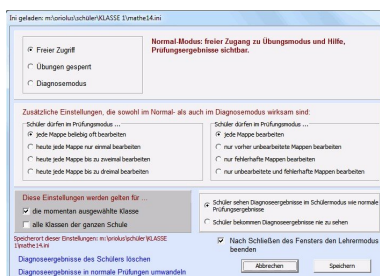 Ini geladen: m:\oriolus\schüler\KLASSE 1\mathe14.ini
Freier Zugriff
Übungen gespert
Diagnosemodus
Normal-Modus: freier Zugang zu Übungsmodus und Hilfe,
Prüfungsergebnisse sichtbar.
Zusätzliche Einstellungen, die sowohl im Normal- als auch im Diagnosemodus wirksam sind:
Schüler dürfen im Prüfungsmodus ...
jede Mappe beliebig oft bearbeiten
heute jede Mappe nur einmal bearbeiten
heute jede Mappe bis zu zweimal bearbeiten
heute jede Mappe bis zu dreimal bearbeiten
Schüler dürfen im Prüfungsmodus ...
jede Mappe bearbeiten
nur vorher unbearbeitete Mappen bearbeiten
nur fehlerhafte Mappen bearbeiten
nur unbearbeitete und fehlerhafte Mappen bearbeiten
Diese Einstellungen werden gelten für ...
die momentan ausgewählte Klasse
alle Klassen der ganzen Schule
Schüler sehen Diagnoseergebnisse im Schülermodus wie normale
Prüfungsergebnisse
Schüler bekommen Diagnoseergebnisse nie zu sehen
Speicherort dieser Einstellungen: m:\oriolus\schüler\KLASSE
1\mathe14.ini
Diagnoseergebnisse des Schülers löschen
Diagnoseergebnisse in normale Prüfungen umwandeln
Nach Schließen des Fensters den Lehrermodus
beenden
Abbrechen
Speichern